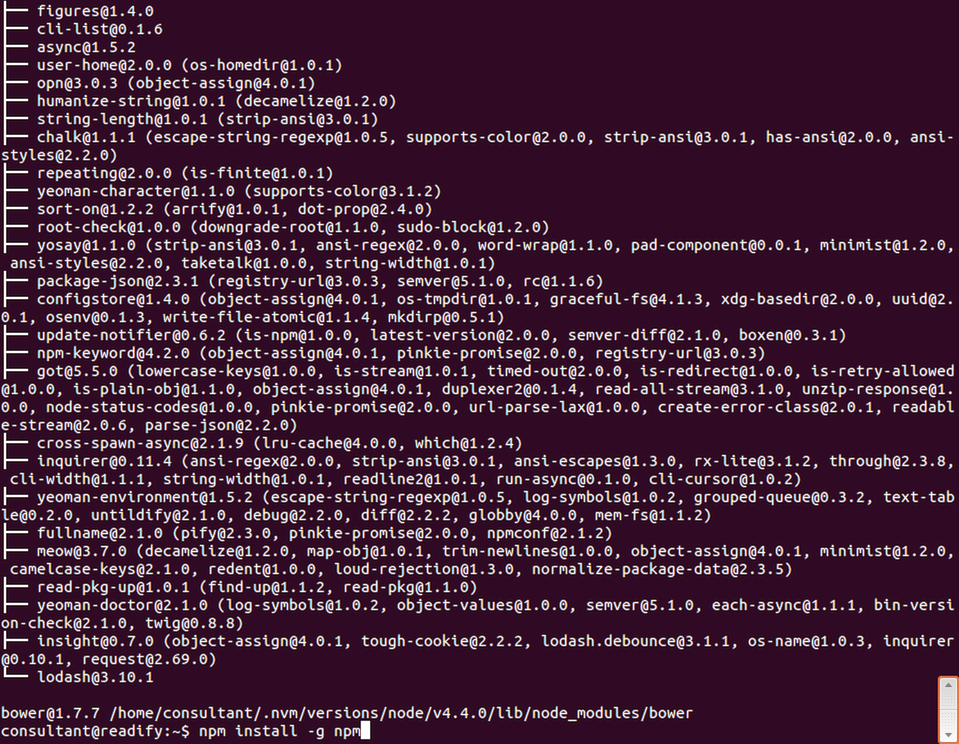 ├── figures@1.4.0
├── cli-list@0.1.6
├── async@1.5.2
├── user-home@2.0.0 (os-homedir@1.0.1)
├── opn@3.0.3 (object-assign@4.0.1)
├── humanize-string@1.0.1 (decamelize@1.2.0)
├── string-length@1.0.1 (strip-ansi@3.0.1)
├── chalk@1.1.1 (escape-string-regexp@1.0.5, supports-color@2.0.0, strip-ansi@3.0.1, has-ansi@2.0.0, ansi-
styles@2.2.0)
├── repeating@2.0.0 (is-finite@1.0.1)
├── yeoman-character@1.1.0 (supports-color@3.1.2)
├── sort-on@1.2.2 (arrify@1.0.1, dot-prop@2.4.0)
├── root-check@1.0.0 (downgrade-root@1.1.0, sudo-block@1.2.0)
├── yosay@1.1.0 (strip-ansi@3.0.1, ansi-regex@2.0.0, word-wrap@1.1.0, pad-component@0.0.1, minimist@1.2.0,
 ansi-styles@2.2.0, taketalk@1.0.0, string-width@1.0.1)
├── package-json@2.3.1 (registry-url@3.0.3, semver@5.1.0, rc@1.1.6)
├── configstore@1.4.0 (object-assign@4.0.1, os-tmpdir@1.0.1, graceful-fs@4.1.3, xdg-basedir@2.0.0, uuid@2.
0.1, osenv@0.1.3, write-file-atomic@1.1.4, mkdirp@0.5.1)
├── update-notifier@0.6.2 (is-npm@1.0.0, latest-version@2.0.0, semver-diff@2.1.0, boxen@0.3.1)
├── npm-keyword@4.2.0 (object-assign@4.0.1, pinkie-promise@2.0.0, registry-url@3.0.3)
├── got@5.5.0 (lowercase-keys@1.0.0, is-stream@1.0.1, timed-out@2.0.0, is-redirect@1.0.0, is-retry-allowed
@1.0.0, is-plain-obj@1.1.0, object-assign@4.0.1, duplexer2@0.1.4, read-all-stream@3.1.0, unzip-response@1.
0.0, node-status-codes@1.0.0, pinkie-promise@2.0.0, url-parse-lax@1.0.0, create-error-class@2.0.1, readabl
e-stream@2.0.6, parse-json@2.2.0)
├── cross-spawn-async@2.1.9 (lru-cache@4.0.0, which@1.2.4)
├── inquirer@0.11.4 (ansi-regex@2.0.0, strip-ansi@3.0.1, ansi-escapes@1.3.0, rx-lite@3.1.2, through@2.3.8,
 cli-width@1.1.1, string-width@1.0.1, readline2@1.0.1, run-async@0.1.0, cli-cursor@1.0.2)
├── yeoman-environment@1.5.2 (escape-string-regexp@1.0.5, log-symbols@1.0.2, grouped-queue@0.3.2, text-tab
le@0.2.0, untildify@2.1.0, debug@2.2.0, diff@2.2.2, globby@4.0.0, mem-fs@1.1.2)
├── fullname@2.1.0 (pify@2.3.0, pinkie-promise@2.0.0, npmconf@2.1.2)
├── meow@3.7.0 (decamelize@1.2.0, map-obj@1.0.1, trim-newlines@1.0.0, object-assign@4.0.1, minimist@1.2.0,
 camelcase-keys@2.1.0, redent@1.0.0, loud-rejection@1.3.0, normalize-package-data@2.3.5)
├── read-pkg-up@1.0.1 (find-up@1.1.2, read-pkg@1.1.0)
├── yeoman-doctor@2.1.0 (log-symbols@1.0.2, object-values@1.0.0, semver@5.1.0, each-async@1.1.1, bin-versi
on-check@2.1.0, twig@0.8.8)
├── insight@0.7.0 (object-assign@4.0.1, tough-cookie@2.2.2, lodash.debounce@3.1.1, os-name@1.0.3, inquirer
@0.10.1, request@2.69.0)
└── lodash@3.10.1
bower@1.7.7 /home/consultant/.nvm/versions/node/v4.4.0/lib/node_modules/bower
consultant@readify:~$ npm install -g npm